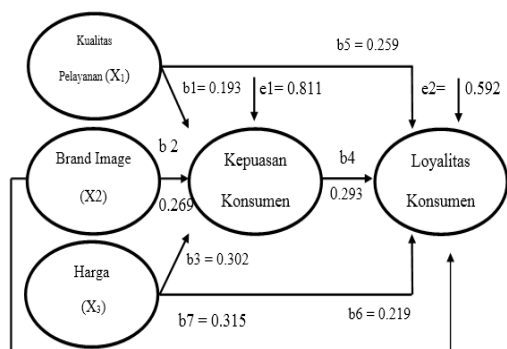 Kualitas
Pelayanan (X1)
b5 = 0.259
b1= 0.193
e1= 0.811
e2=
0.592
b 2
0.269
Brand Image
(X2)
Kepuasan
Konsumen
b4
0.293
Loyalitas
Konsumen
Harga
(X3)
b3 = 0.302
b7 = 0.315
b6 = 0.219